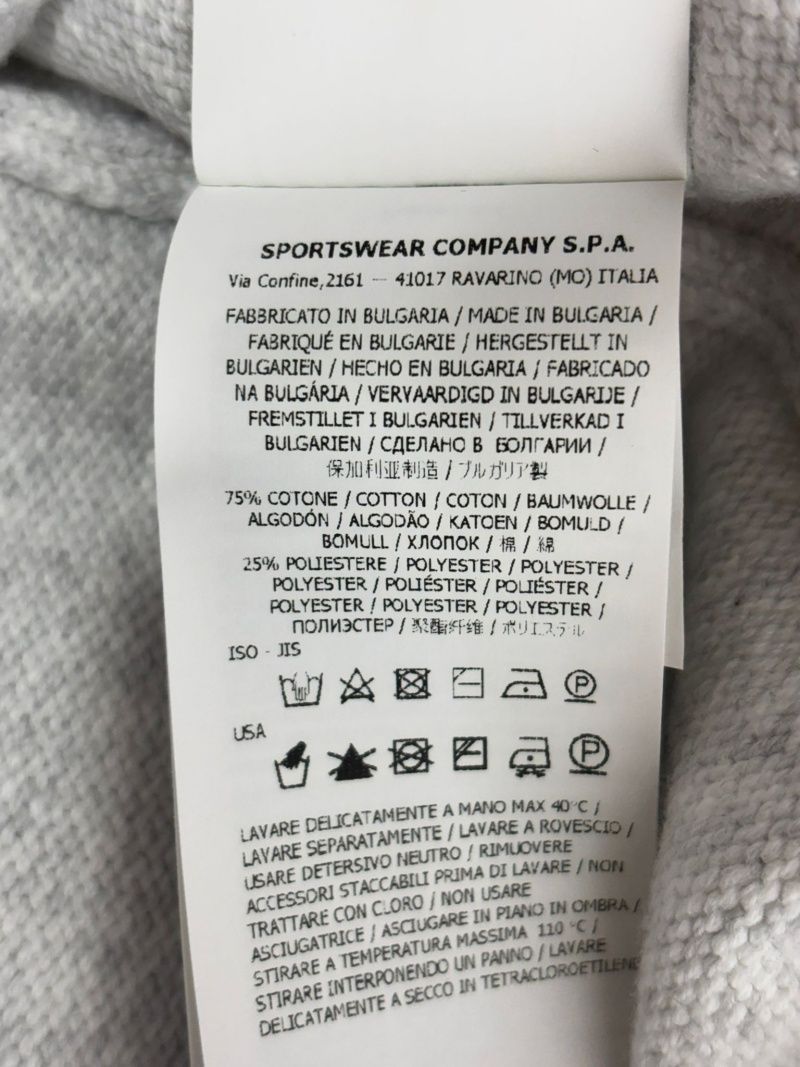 SPORTSWEAR COMPANY S.P.A.
Via Confine,2161 — 41017 RAVARINO (MO) ITALIA
FABBRICATO IN BULGARIA / MADE IN BULGARIA /
FABRIQUÉ EN BULGARIE / HERGESTELLT IN
BULGARIEN / HECHO EN BULGARIA / FABRICADO
NA BULGÁRIA / VERVAARDIGD IN BULGARIJE /
FREMSTILLET I BULGARIEN / TILLVERKAD I
BULGARIEN / СДЕЛАНО В БОЛГАРИИ /
保加利亚制造 / ブルガリア製
75% COTONE / COTTON / COTON / BAUMWOLLE /
ALGODÓN / ALGODÃO / KATOEN / BOMULD /
BOMULL / ХЛОПОК / 棉 / 綿
25% POLIESTERE / POLYESTER / POLYESTER /
POLYESTER / POLIÉSTER / POLIÉSTER /
POLYESTER / POLYESTER / POLYESTER /
ПОЛИЭСТЕР / 聚酯纤维 / ポリエステル
ISO - JIS
P
USA
P
LAVARE DELICATAMENTE A MANO MAX 40°C /
LAVARE SEPARATAMENTE / LAVARE A ROVESCIO /
USARE DETERSIVO NEUTRO / RIMUOVERE
ACCESSORI STACCABILI PRIMA DI LAVARE / NON
TRATTARE CON CLORO / NON USARE
ASCIUGATRICE / ASCIUGARE IN PIANO IN OMBRA /
STIRARE A TEMPERATURA MASSIMA 110 °C /
STIRARE INTERPONENDO UN PANNO / LAVARE
DELICATAMENTE A SECCO IN TETRACLOROETILENE